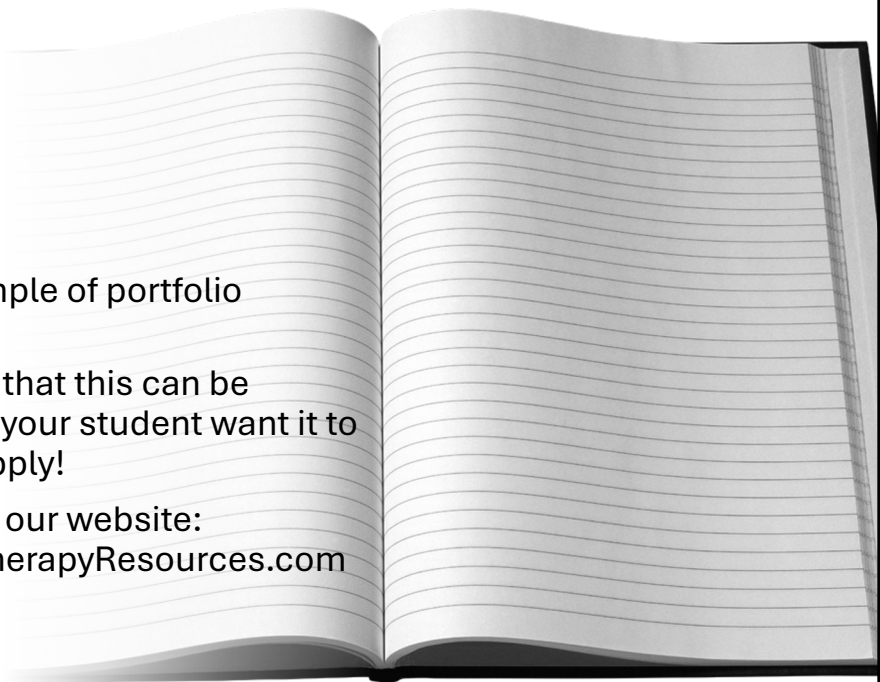 mple of portfolio
that this can be
your student want it to
pply!
our website:
herapyResources.com